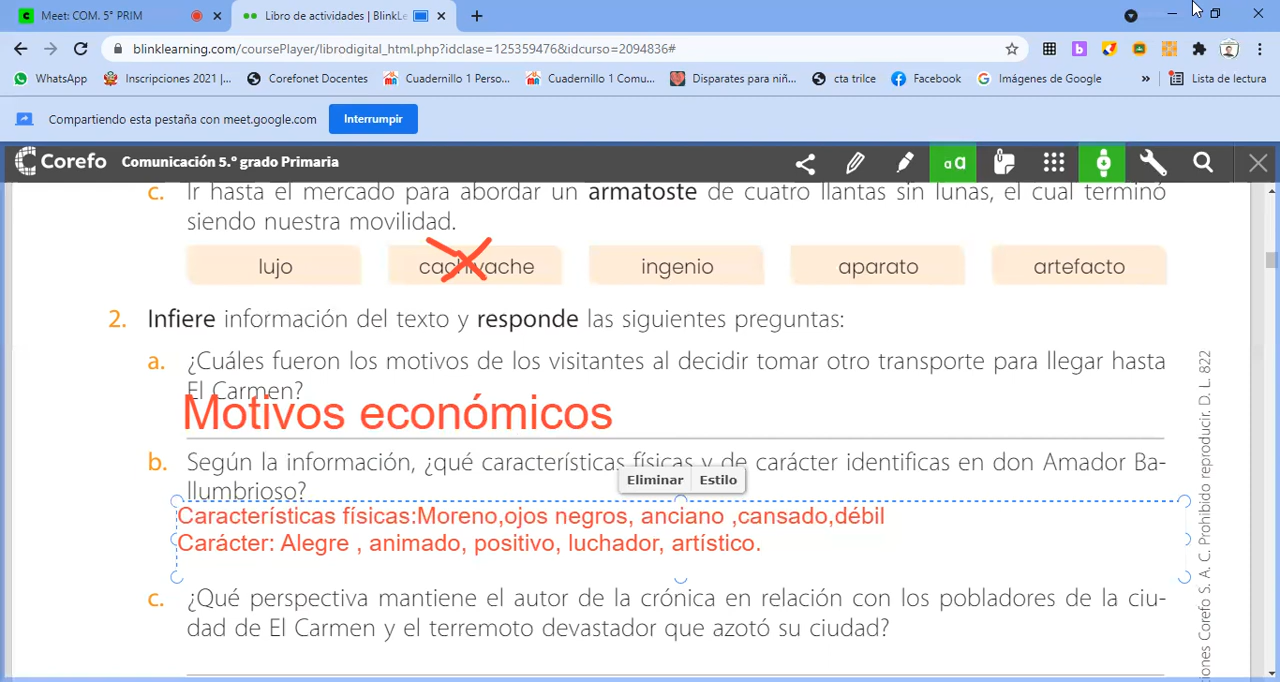 Meet: COM. 5° PRIM
Libro de actividades | BlinkLe
blinklearning.com/coursePlayer/librodigital_html.php?idclase=125359476&idcurso=2094836#
WhatsApp
Inscripciones 2021 |...
Corefonet Docentes
Cuadernillo 1 Perso...
Cuadernillo 1 Comu...
Disparates para niñ...
cta trilce
Facebook
Imágenes de Google
»
Lista de lectura
Compartiendo esta pestaña con meet.google.com
Interrumpir
Corefo
Comunicación 5.º grado Primaria
aa
c. Ir hasta el mercado para abordar un armatoste de cuatro llantas sin lunas, el cual terminó
siendo nuestra movilidad.
lujo
cachivache
ingenio
aparato
artefacto
2. Infiere información del texto y responde las siguientes preguntas:
a. ¿Cuáles fueron los motivos de los visitantes al decidir tomar otro transporte para llegar hasta
El Carmen?
Motivos económicos
b. Según la información, ¿qué características físicas y de carácter identificas en don Amador Ba-
llumbrioso?
Eliminar
Estilo
Características físicas:Moreno,ojos negros, anciano ,cansado,débil
Carácter: Alegre , animado, positivo, luchador, artístico.
c. ¿Qué perspectiva mantiene el autor de la crónica en relación con los pobladores de la ciu-
dad de El Carmen y el terremoto devastador que azotó su ciudad?
ciones Corefo S. A. C. Prohibido reproducir. D. L. 822